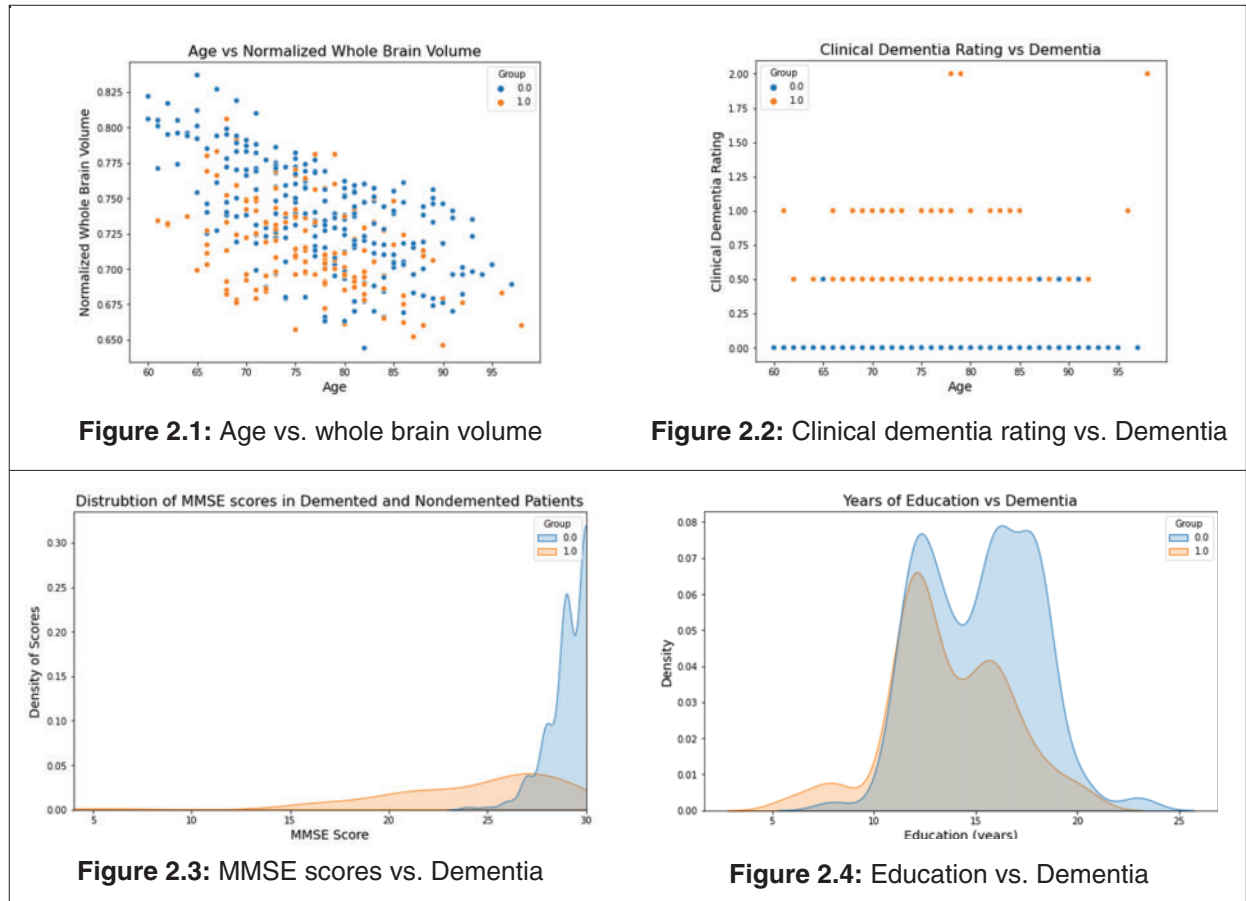 Age vs Normalized Whole Brain Volume
Group
0.0
1.0
0.825
0.800
0.775
0.750
0.725
0.700
0.675
0.650
Normalized Whole Brain Volume
60 65 70 75 80 85 90 95
Age
Figure 2.1: Age vs. whole brain volume
Clinical Dementia Rating vs Dementia
Group
0.0
1.0
2.00
1.75
1.50
1.25
1.00
0.75
0.50
0.25
0.00
Clinical Dementia Rating
60 65 70 75 80 85 90 95
Age
Figure 2.2: Clinical dementia rating vs. Dementia
Distrubtion of MMSE scores in Demented and Nondemented Patients
Group
0.0
1.0
0.30
0.25
0.20
0.15
0.10
0.05
0.00
Density of Scores
5 10 15 20 25 30
MMSE Score
Figure 2.3: MMSE scores vs. Dementia
Years of Education vs Dementia
Group
0.0
1.0
0.08
0.07
0.06
0.05
0.04
0.03
0.02
0.01
0.00
Density
5 10 15 20 25
Education (years)
Figure 2.4: Education vs. Dementia